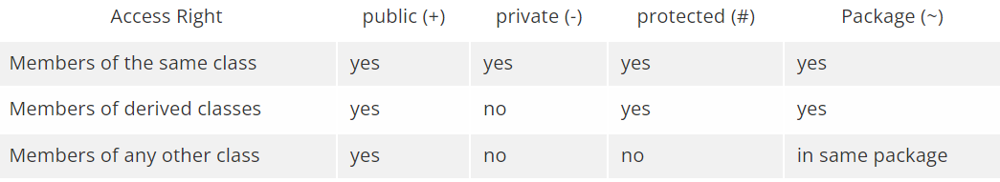 Access Right public (+) private (-) protected (#) Package (~)
Members of the same class yes yes yes yes
Members of derived classes yes no yes yes
Members of any other class yes no no in same package